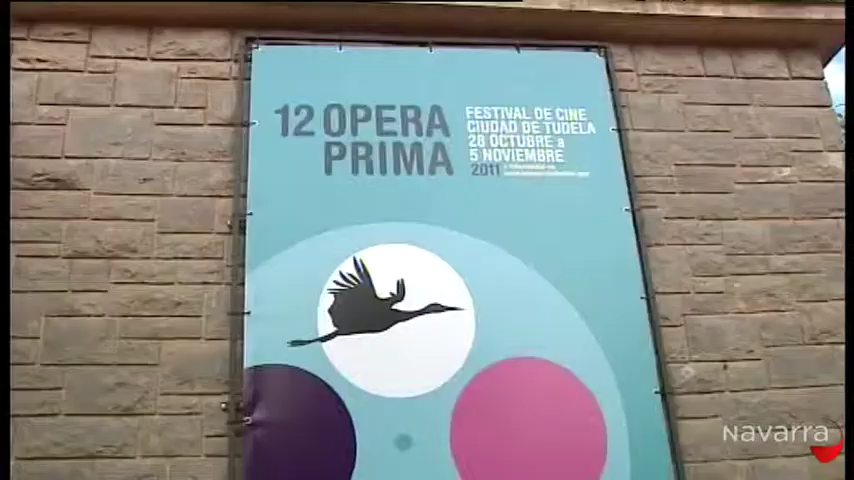 12 OPERA
PRIMA
FESTIVAL DE CINE
CIUDAD DE TUDELA
28 OCTUBRE a
5 NOVIEMBRE
2011
Navarra